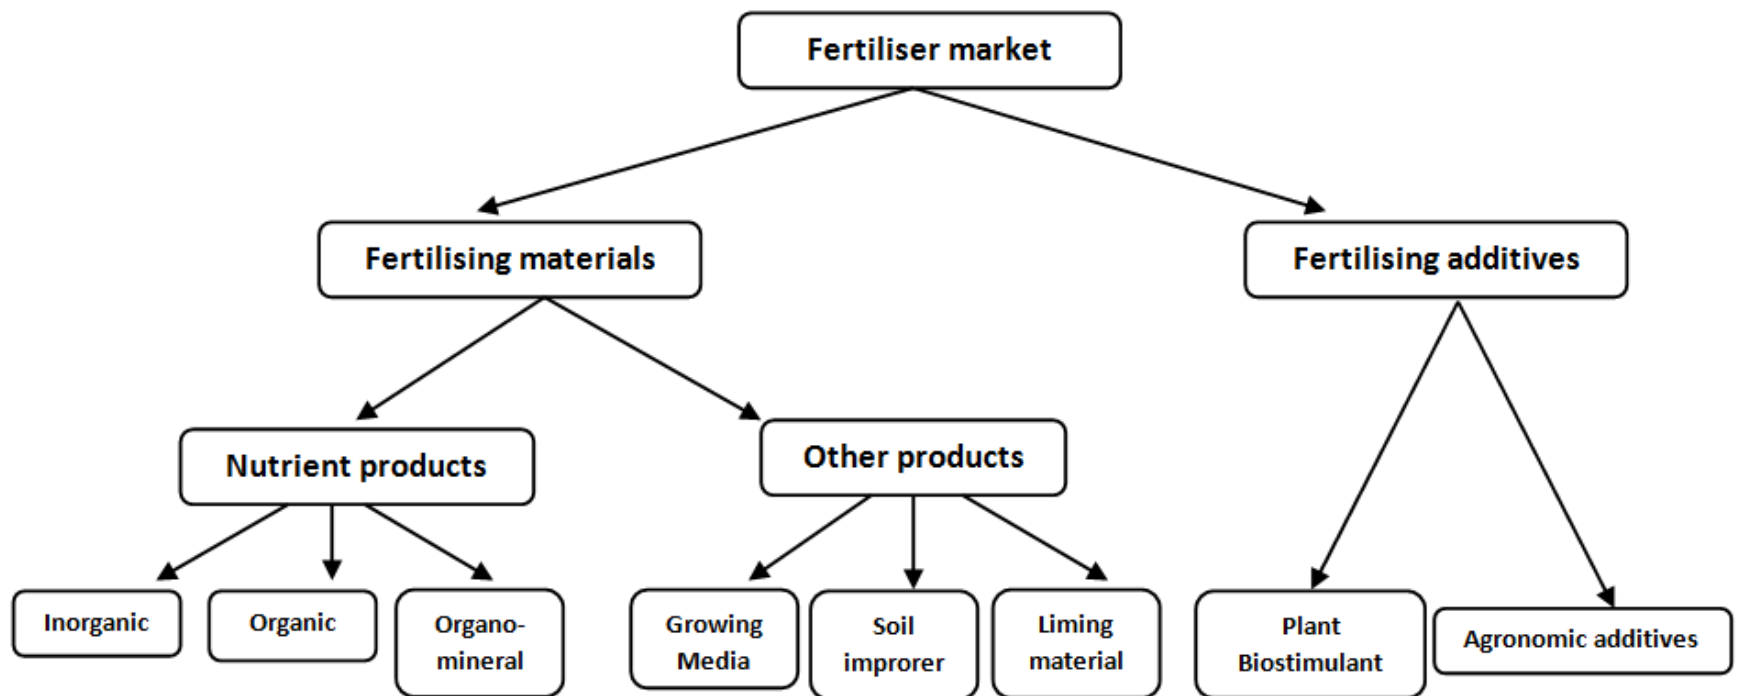 Fertiliser market
Fertilising materials
Fertilising additives
Nutrient products
Other products
Inorganic
Organic
Organo-
mineral
Growing
Media
Soil
improrer
Liming
material
Plant
Biostimulant
Agronomic additives